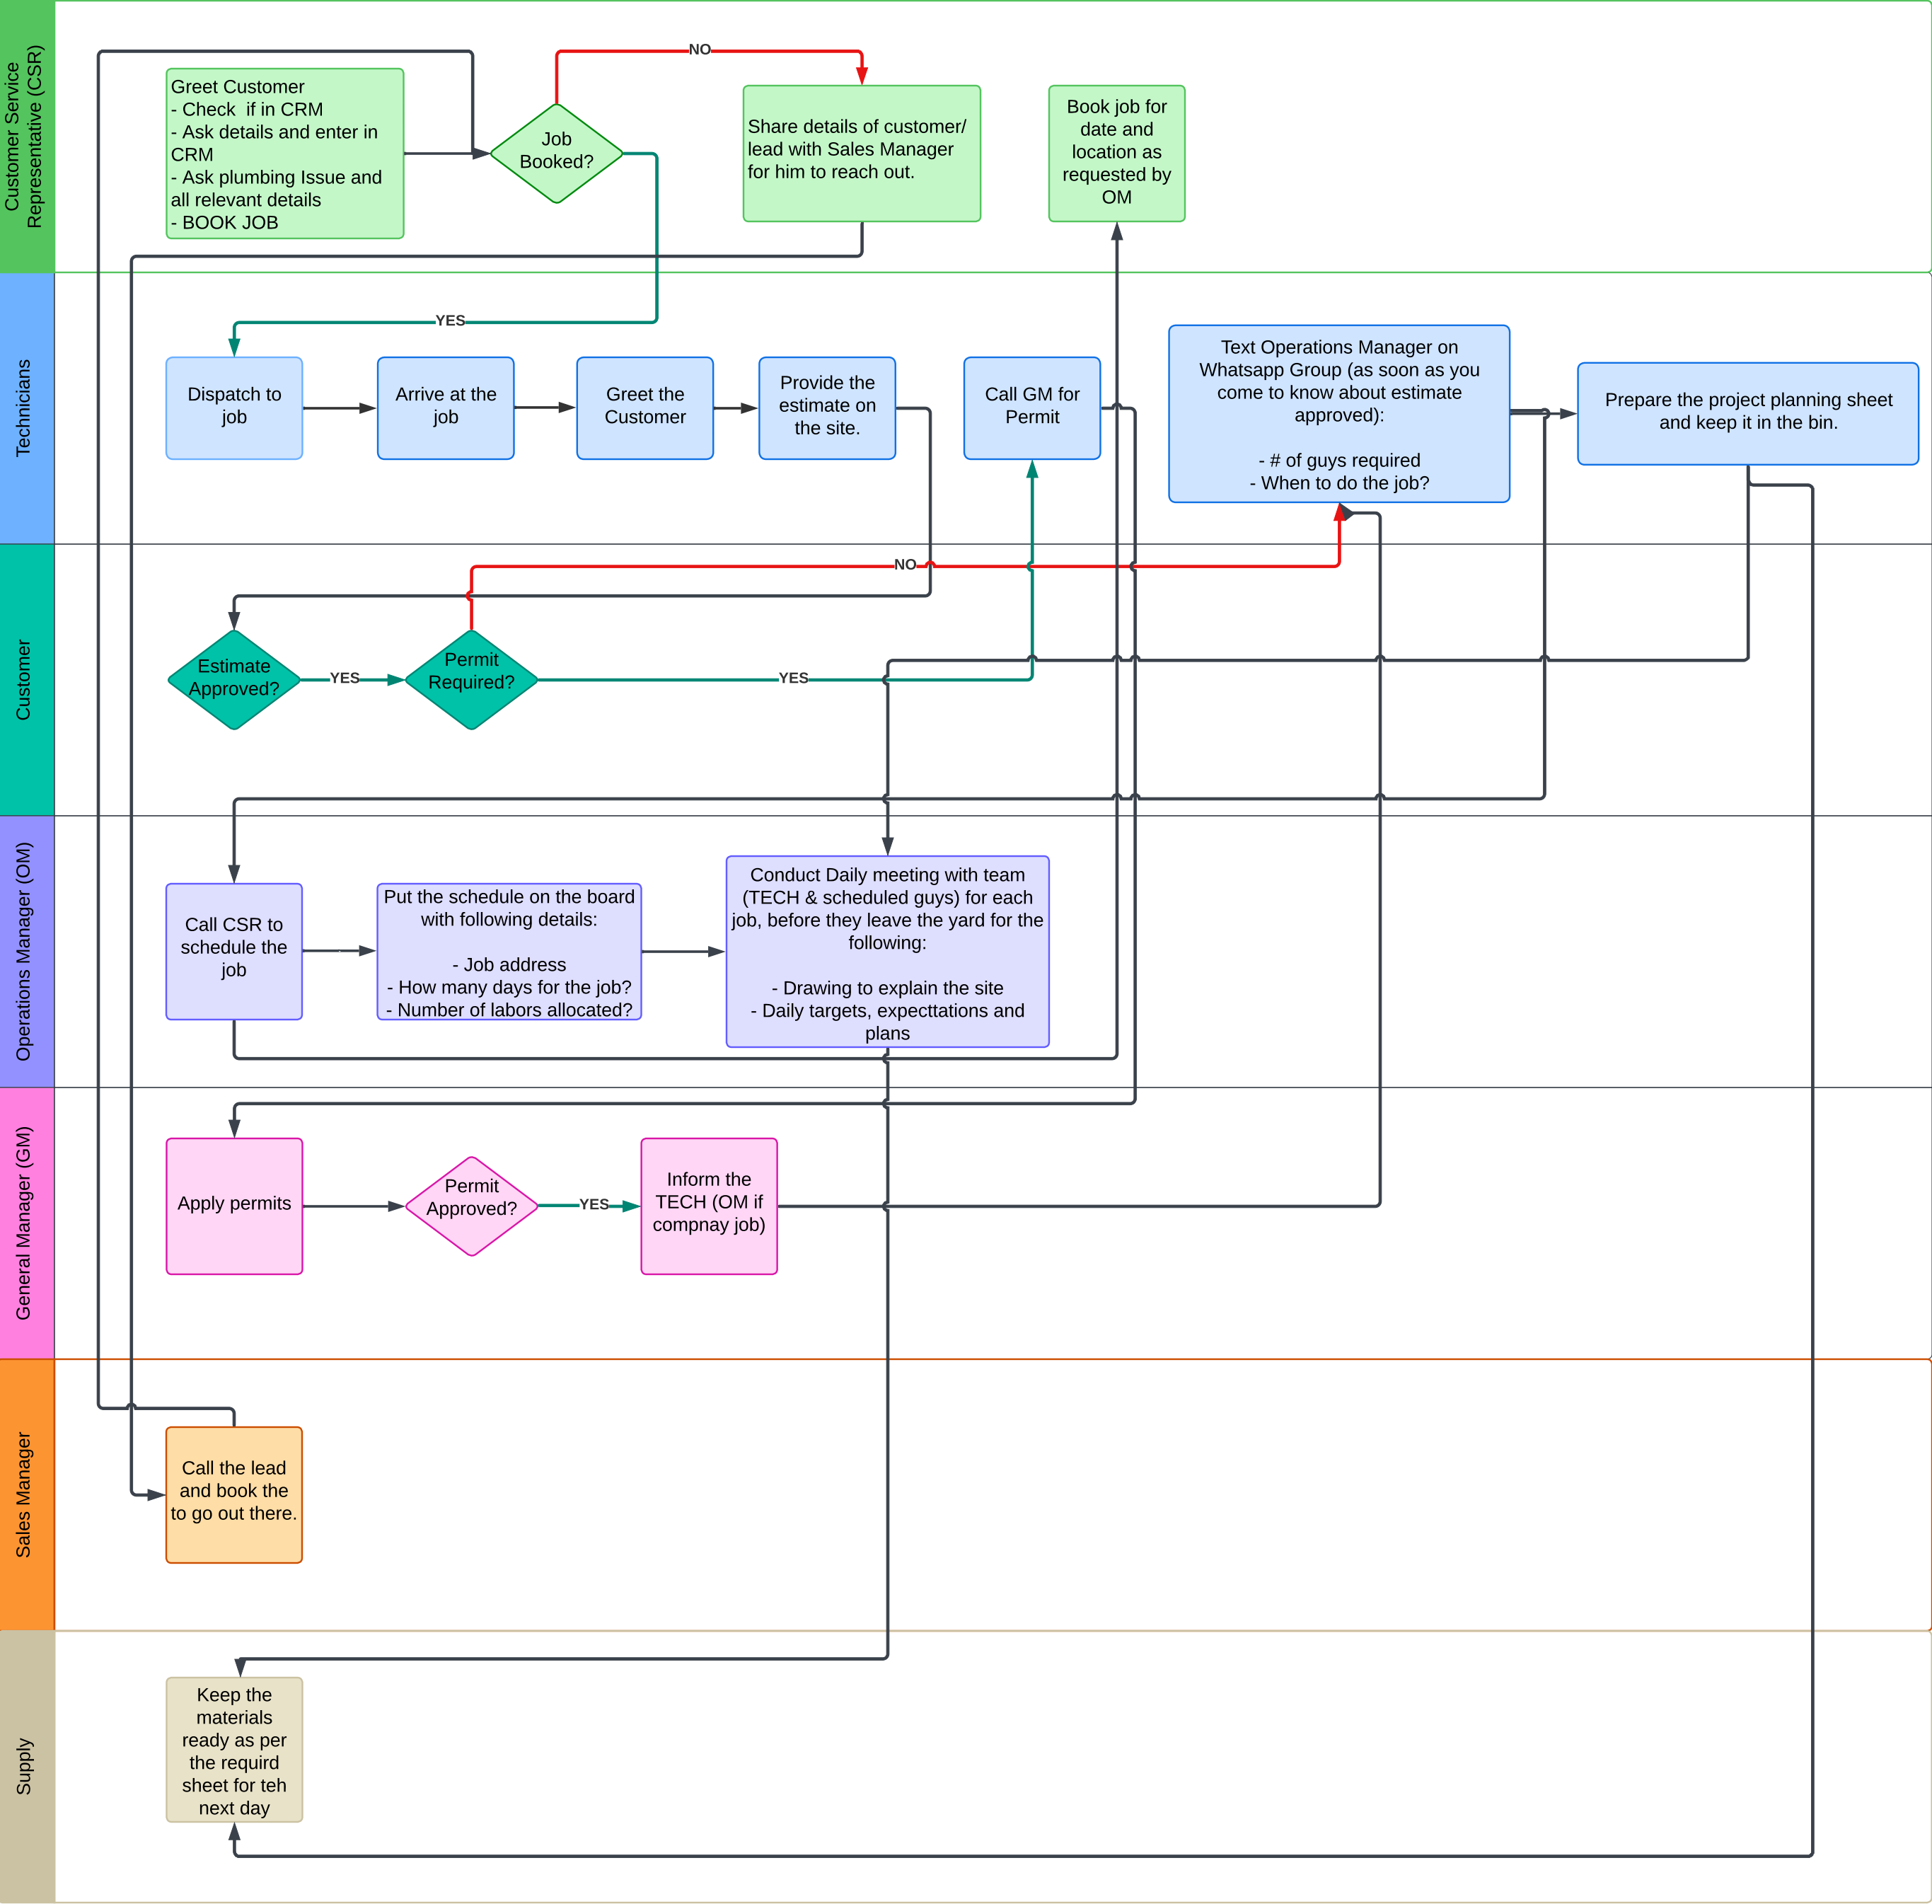 Customer Service
Representative (CSR)
Greet Customer
- Check  if in CRM
- Ask details and enter in
CRM
- Ask plumbing Issue and
all relevant details
- BOOK JOB
Job
Booked?
NO
Share details of customer/
lead with Sales Manager
for him to reach out.
Book job for
date and
location as
requested by
OM
YES
Technicians
Dispatch to
job
Arrive at the
job
Greet the
Customer
Provide the
estimate on
the site.
Call GM for
Permit
Text Operations Manager on
Whatsapp Group (as soon as you
come to know about estimate
approved):
- # of guys required
- When to do the job?
Prepare the project planning sheet
and keep it in the bin.
Customer
NO
Estimate
Approved?
YES
Permit
Required?
YES
Operations Manager (OM)
Call CSR to
schedule the
job
Put the schedule on the board
with following details:
- Job address
- How many days for the job?
- Number of labors allocated?
Conduct Daily meeting with team
(TECH & scheduled guys) for each
job, before they leave the yard for the
following:
- Drawing to explain the site
- Daily targets, expecttations and
plans
General Manager (GM)
Apply permits
Permit
Approved?
YES
Inform the
TECH (OM if
compnay job)
Sales Manager
Call the lead
and book the
to go out there.
Supply
Keep the
materials
ready as per
the requird
sheet for teh
next day